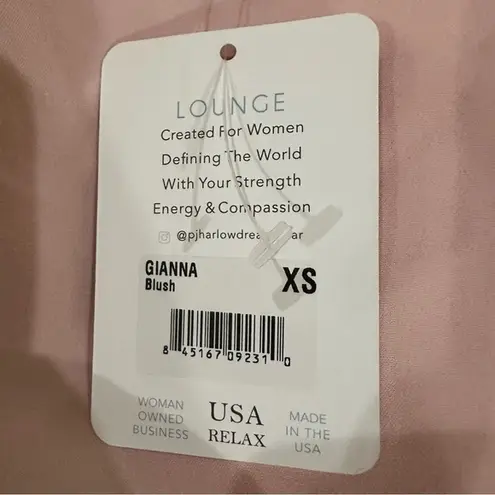 LOUNGE
Created For Women
Defining The World
With Your Strength
Energy & Compassion
GIANNA XS
Blush
8 45167 09231 0
WOMAN OWNED BUSINESS
USA RELAX
MADE IN THE USA